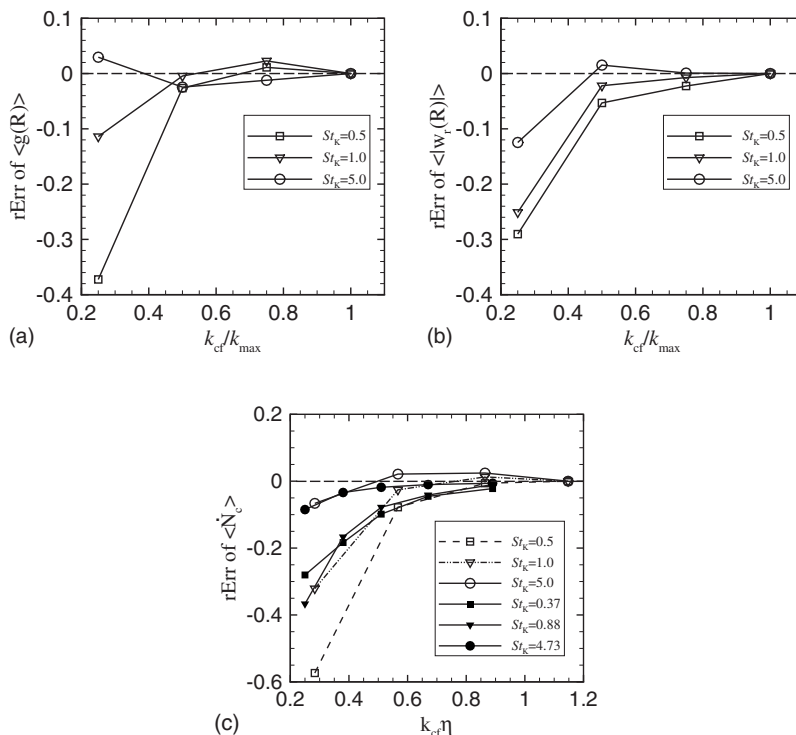 0.1
0
-0.1
-0.2
-0.3
-0.4
rErr of <g(R)>
St_K=0.5
St_K=1.0
St_K=5.0
0.2 0.4 0.6 0.8 1
(a)
k_cf/k_max
0.1
0
-0.1
-0.2
-0.3
-0.4
rErr of <|w_r(R)|>
St_K=0.5
St_K=1.0
St_K=5.0
0.2 0.4 0.6 0.8 1
(b)
k_cf/k_max
0.2
0
-0.2
-0.4
-0.6
rErr of <Ṅ_c>
St_K=0.5
St_K=1.0
St_K=5.0
St_K=0.37
St_K=0.88
St_K=4.73
0.2 0.4 0.6 0.8 1 1.2
(c)
k_cfη